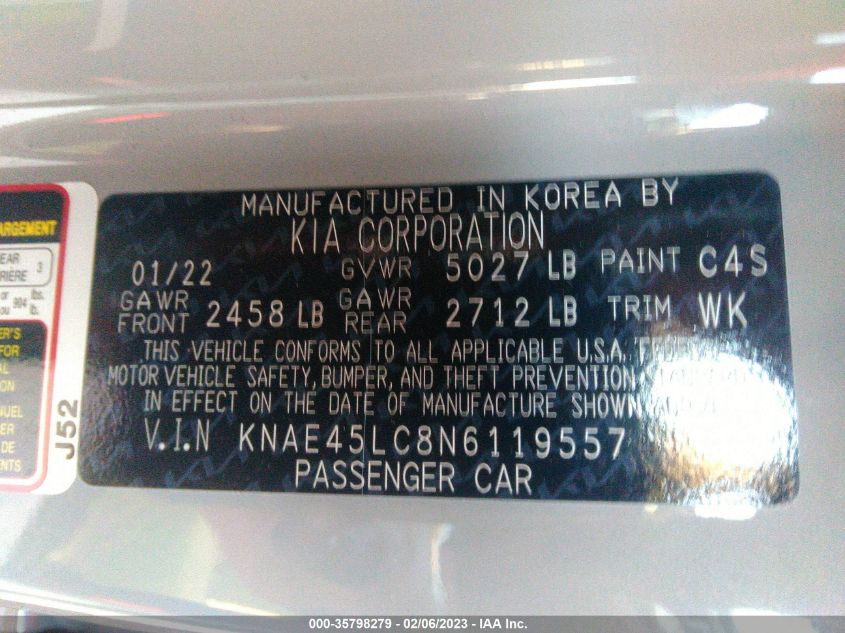 MANUFACTURED IN KOREA BY
KIA CORPORATION
01/22 GVWR 5027 LB PAINT C4S
GAWR FRONT 2458 LB GAWR REAR 2712 LB TRIM WK
THIS VEHICLE CONFORMS TO ALL APPLICABLE U.S.A.
MOTOR VEHICLE SAFETY, BUMPER, AND THEFT PREVENTION
IN EFFECT ON THE DATE OF MANUFACTURE SHOWN
V.I.N KNAE45LC8N6119557
PASSENGER CAR
J52
000-35798279 - 02/06/2023 - IAA Inc.